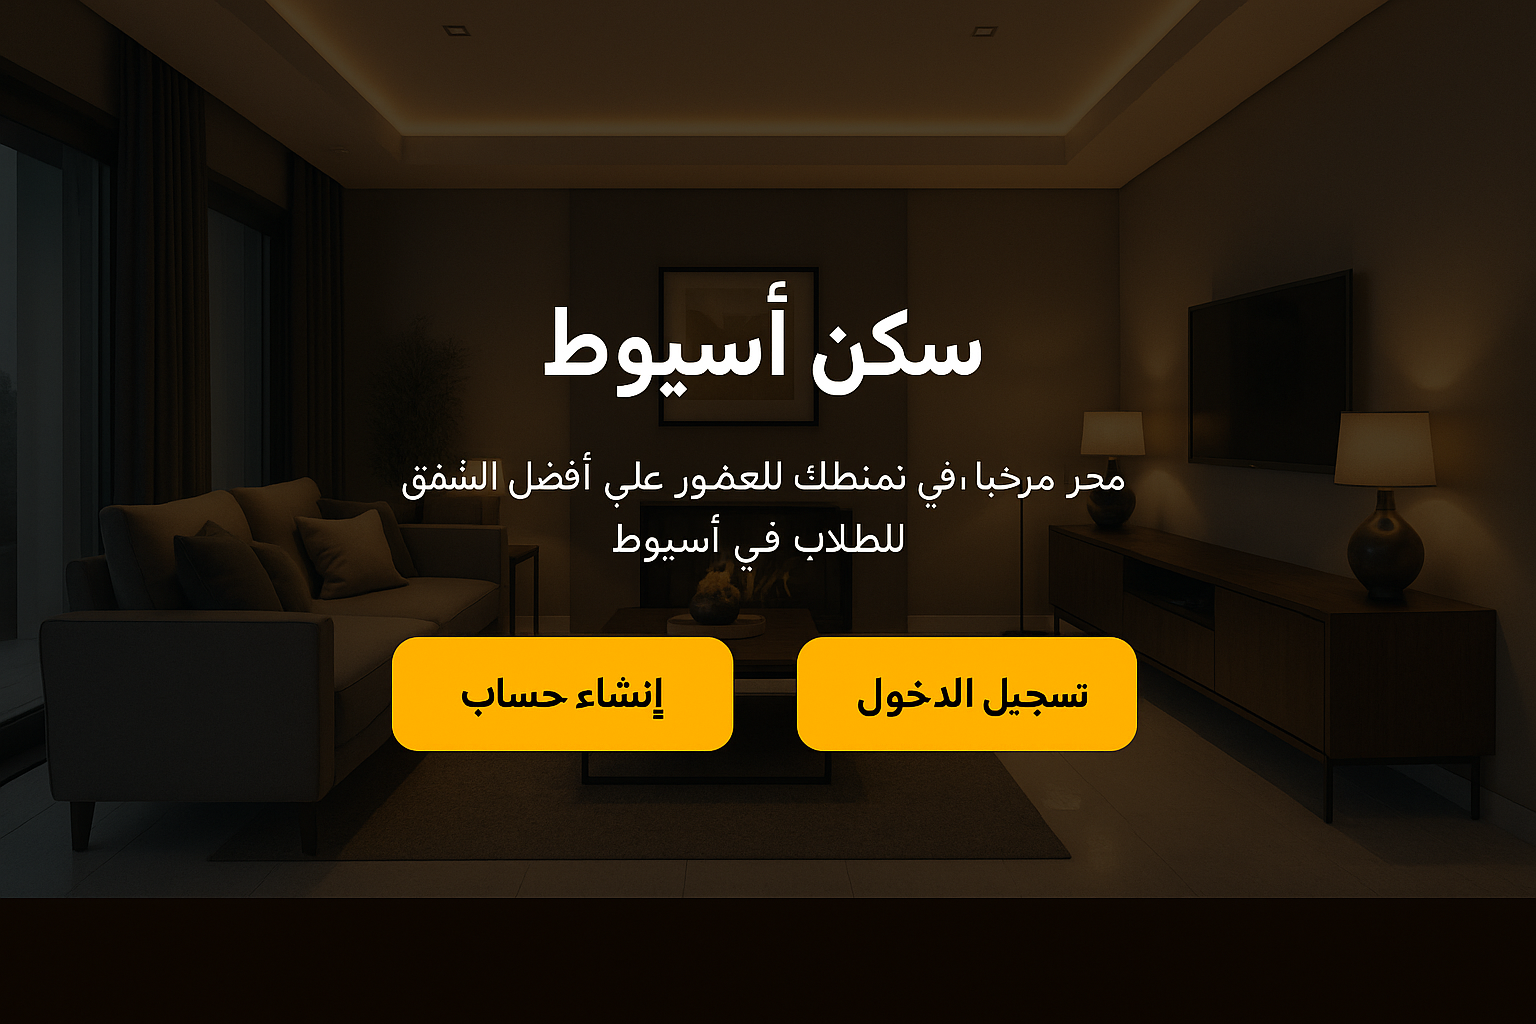 سكن أسيوط
محر مرخبا، في نمنطك للعضور علي أفضل الشفق
للطلاب في أسيوط
تسجيل الدخول
إنشاء حساب